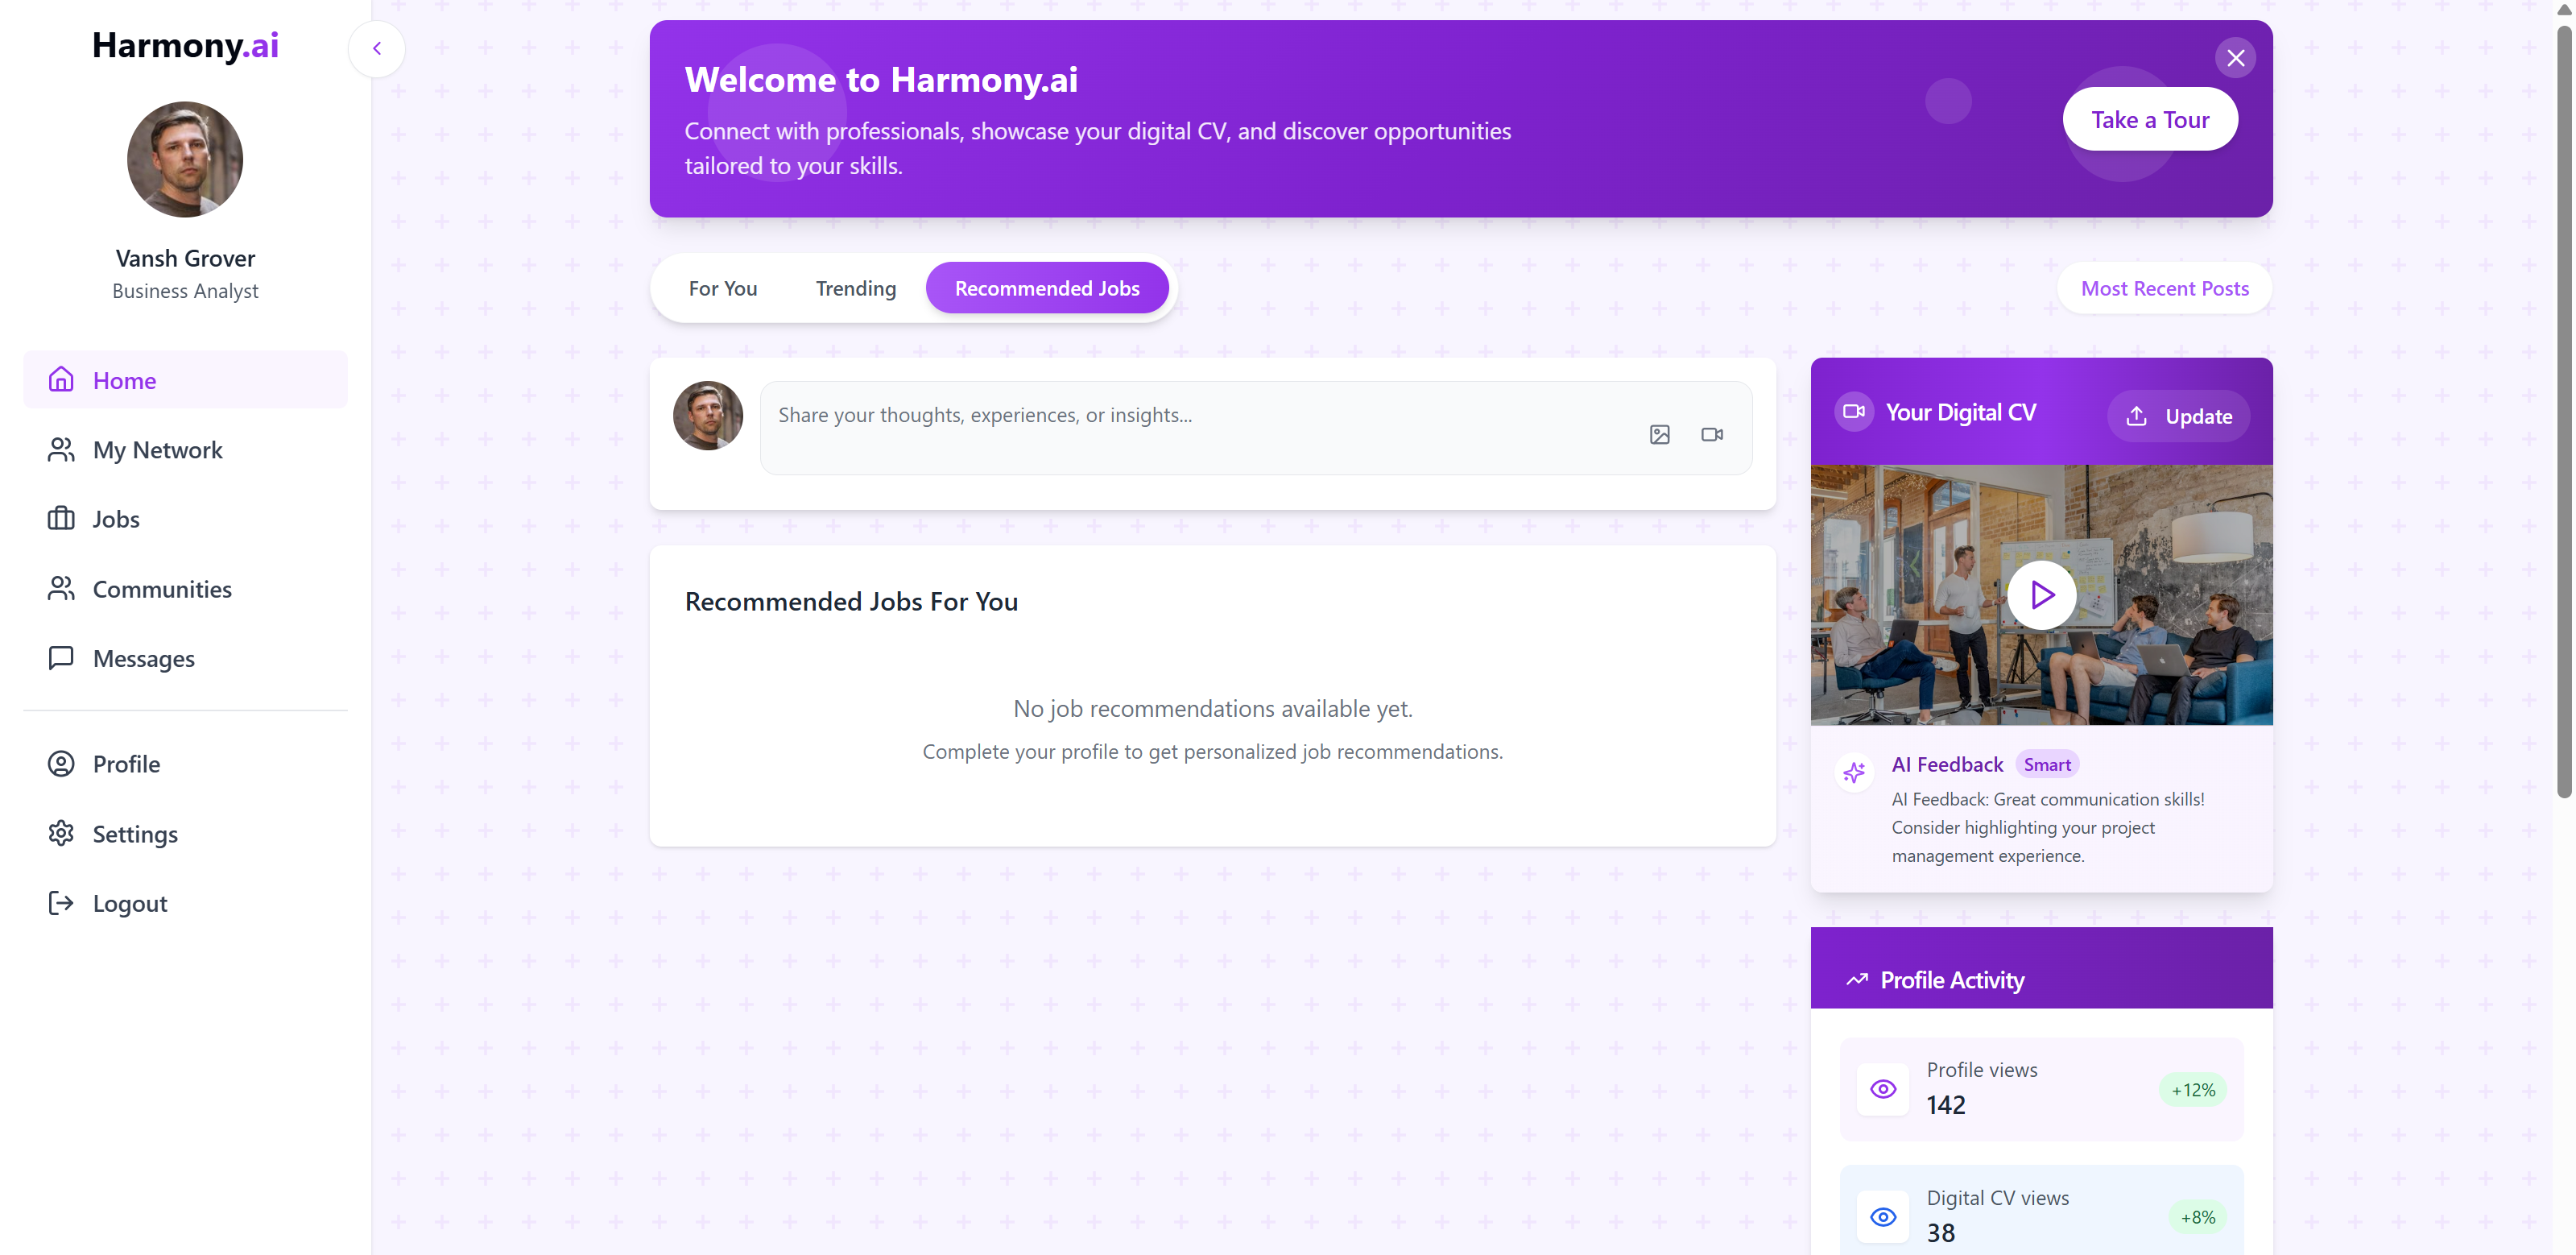 Harmony.ai
Vansh Grover
Business Analyst
Home
My Network
Jobs
Communities
Messages
Profile
Settings
Logout
Welcome to Harmony.ai
Connect with professionals, showcase your digital CV, and discover opportunities
tailored to your skills.
Take a Tour
For You
Trending
Recommended Jobs
Most Recent Posts
Share your thoughts, experiences, or insights...
Recommended Jobs For You
No job recommendations available yet.
Complete your profile to get personalized job recommendations.
Your Digital CV
Update
AI Feedback
Smart
AI Feedback: Great communication skills!
Consider highlighting your project
management experience.
Profile Activity
Profile views
142
+12%
Digital CV views
38
+8%